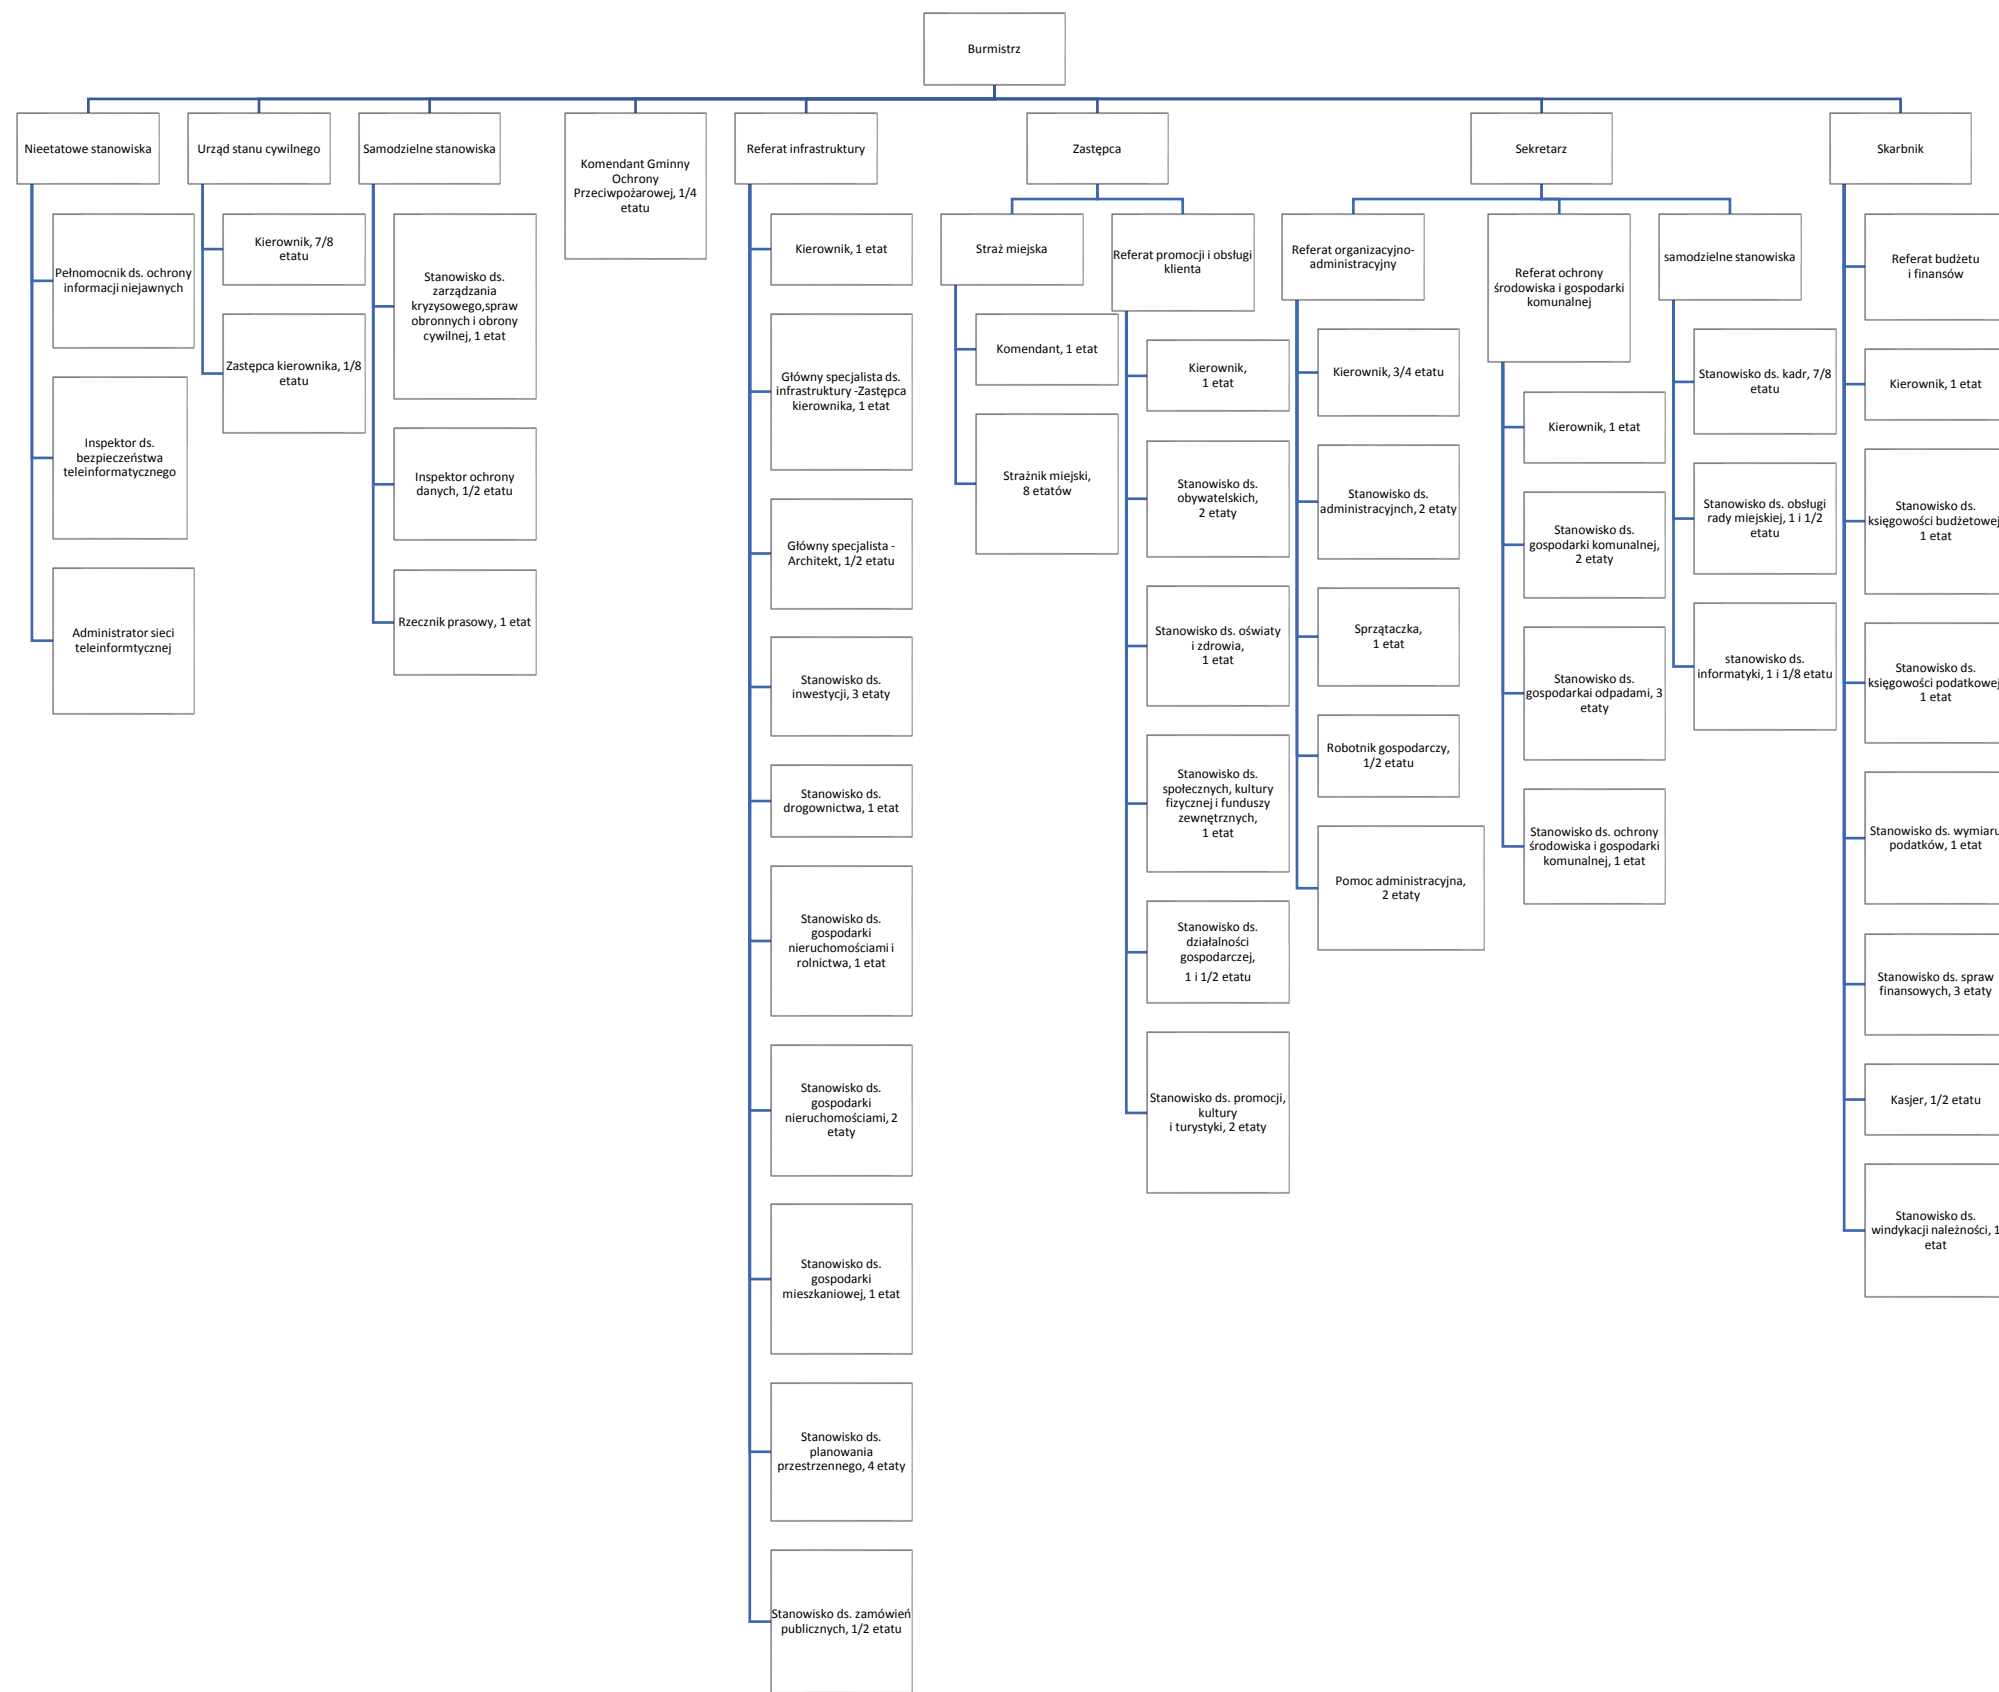 Burmistrz
Nieetatowe stanowiska
Pełnomocnik ds. ochrony
informacji niejawnych
Inspektor ds.
bezpieczeństwa
teleinformatycznego
Administrator sieci
teleinformtycznej
Urząd stanu cywilnego
Kierownik, 7/8
etatu
Zastępca kierownika, 1/8
etatu
Samodzielne stanowiska
Stanowisko ds.
zarządzania
kryzysowego,spraw
obronnych i obrony
cywilnej, 1 etat
Inspektor ochrony
danych, 1/2 etatu
Rzecznik prasowy, 1 etat
Komendant Gminny
Ochrony
Przeciwpożarowej, 1/4
etatu
Referat infrastruktury
Kierownik, 1 etat
Główny specjalista ds.
infrastruktury -Zastępca
kierownika, 1 etat
Główny specjalista -
Architekt, 1/2 etatu
Stanowisko ds.
inwestycji, 3 etaty
Stanowisko ds.
drogownictwa, 1 etat
Stanowisko ds.
gospodarki
nieruchomościami i
rolnictwa, 1 etat
Stanowisko ds.
gospodarki
nieruchomościami, 2
etaty
Stanowisko ds.
gospodarki
mieszkaniowej, 1 etat
Stanowisko ds.
planowania
przestrzennego, 4 etaty
Stanowisko ds. zamówień
publicznych, 1/2 etatu
Zastępca
Straż miejska
Komendant, 1 etat
Strażnik miejski,
8 etatów
Referat promocji i obsługi
klienta
Kierownik,
1 etat
Stanowisko ds.
obywatelskich,
2 etaty
Stanowisko ds. oświaty
i zdrowia,
1 etat
Stanowisko ds.
społecznych, kultury
fizycznej i funduszy
zewnętrznych,
1 etat
Stanowisko ds.
działalności
gospodarczej,
1 i 1/2 etatu
Stanowisko ds. promocji,
kultury
i turystyki, 2 etaty
Sekretarz
Referat organizacyjno-
administracyjny
Kierownik, 3/4 etatu
Stanowisko ds.
administracyjnch, 2 etaty
Sprzątaczka,
1 etat
Robotnik gospodarczy,
1/2 etatu
Pomoc administracyjna,
2 etaty
Referat ochrony
środowiska i gospodarki
komunalnej
Kierownik, 1 etat
Stanowisko ds.
gospodarki komunalnej,
2 etaty
Stanowisko ds.
gospodarkai odpadami, 3
etaty
Stanowisko ds. ochrony
środowiska i gospodarki
komunalnej, 1 etat
samodzielne stanowiska
Stanowisko ds. kadr, 7/8
etatu
Stanowisko ds. obsługi
rady miejskiej, 1 i 1/2
etatu
stanowisko ds.
informatyki, 1 i 1/8 etatu
Skarbnik
Referat budżetu
i finansów
Kierownik, 1 etat
Stanowisko ds.
księgowości budżetowej
1 etat
Stanowisko ds.
księgowości podatkowej
1 etat
Stanowisko ds. wymiaru
podatków, 1 etat
Stanowisko ds. spraw
finansowych, 3 etaty
Kasjer, 1/2 etatu
Stanowisko ds.
windykacji należności, 1
etat